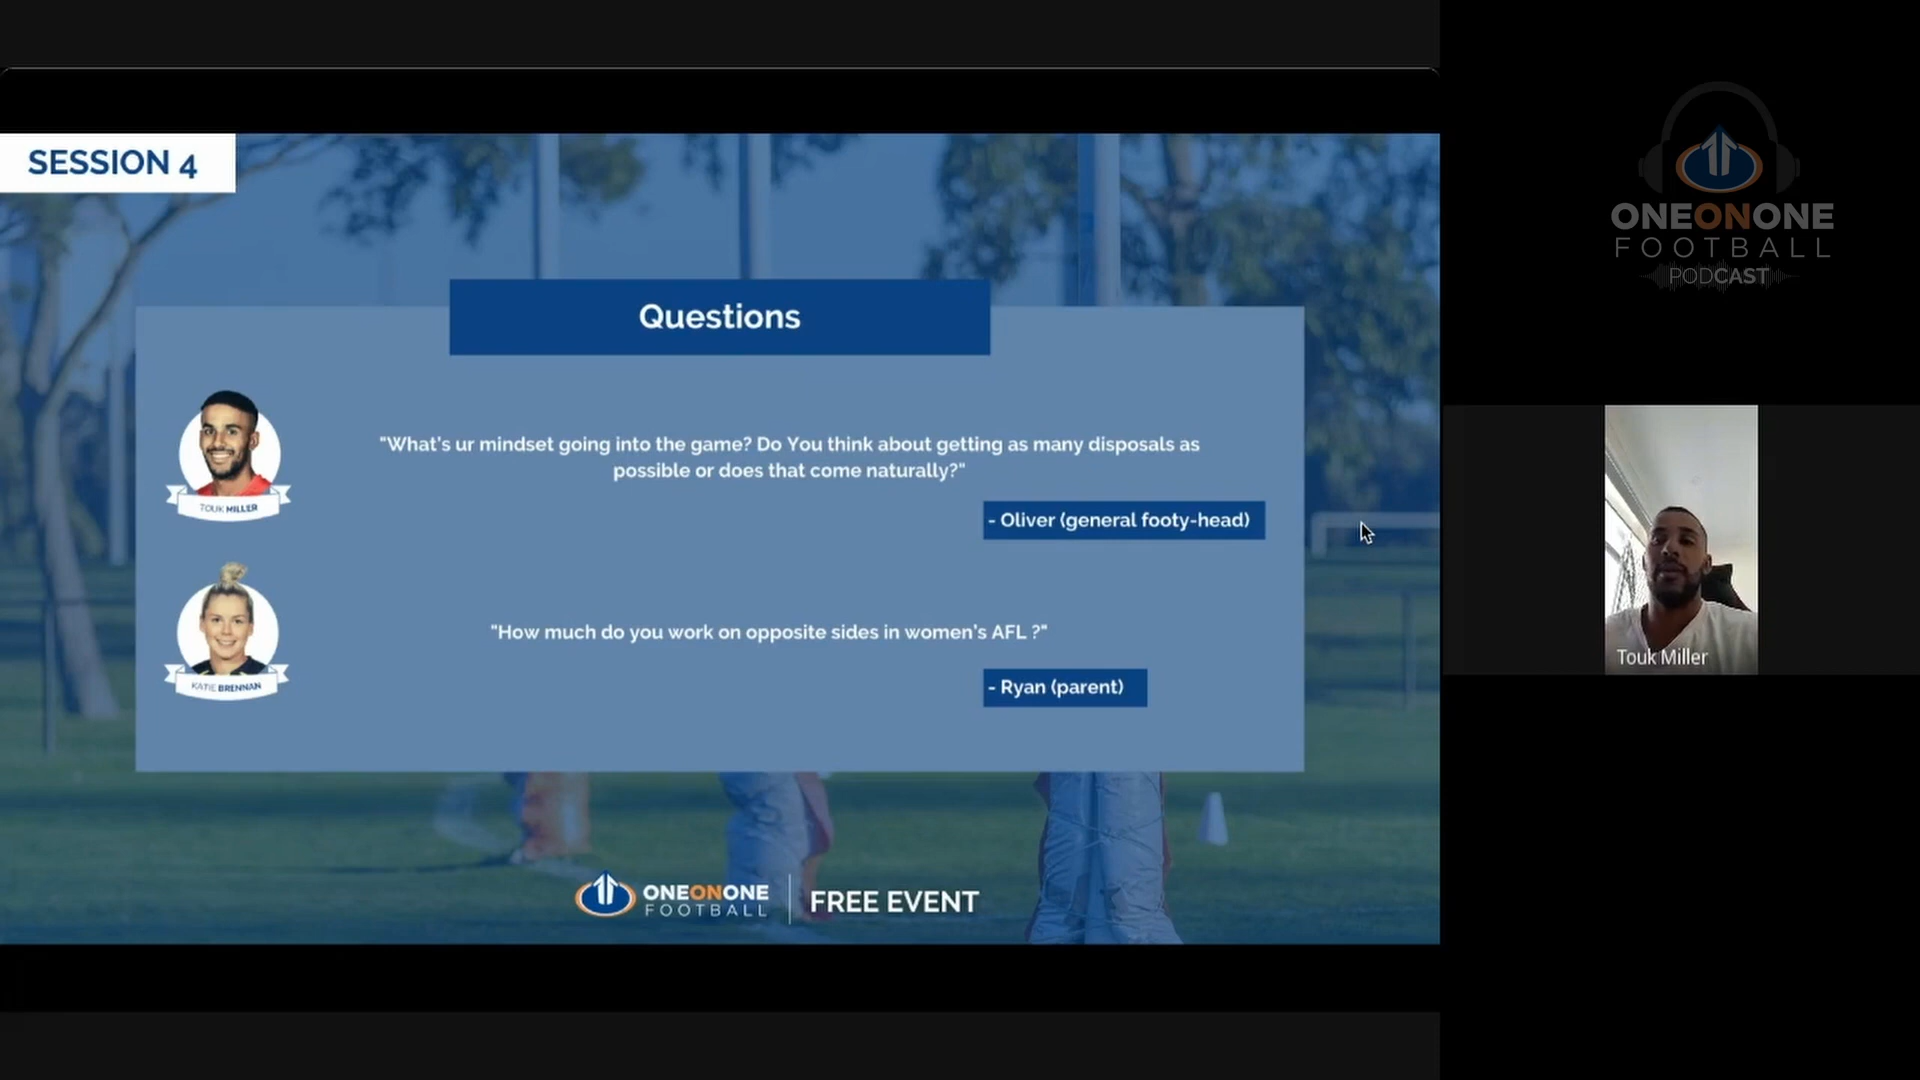 SESSION 4
Questions
"What's ur mindset going into the game? Do You think about getting as many disposals as
possible or does that come naturally?"
TOUK MILLER
- Oliver (general footy-head)
"How much do you work on opposite sides in women's AFL ?"
KATIE BRENNAN
- Ryan (parent)
ONEONONE
FOOTBALL
FREE EVENT
ONEONONE
FOOTBALL
PODCAST
Touk Miller